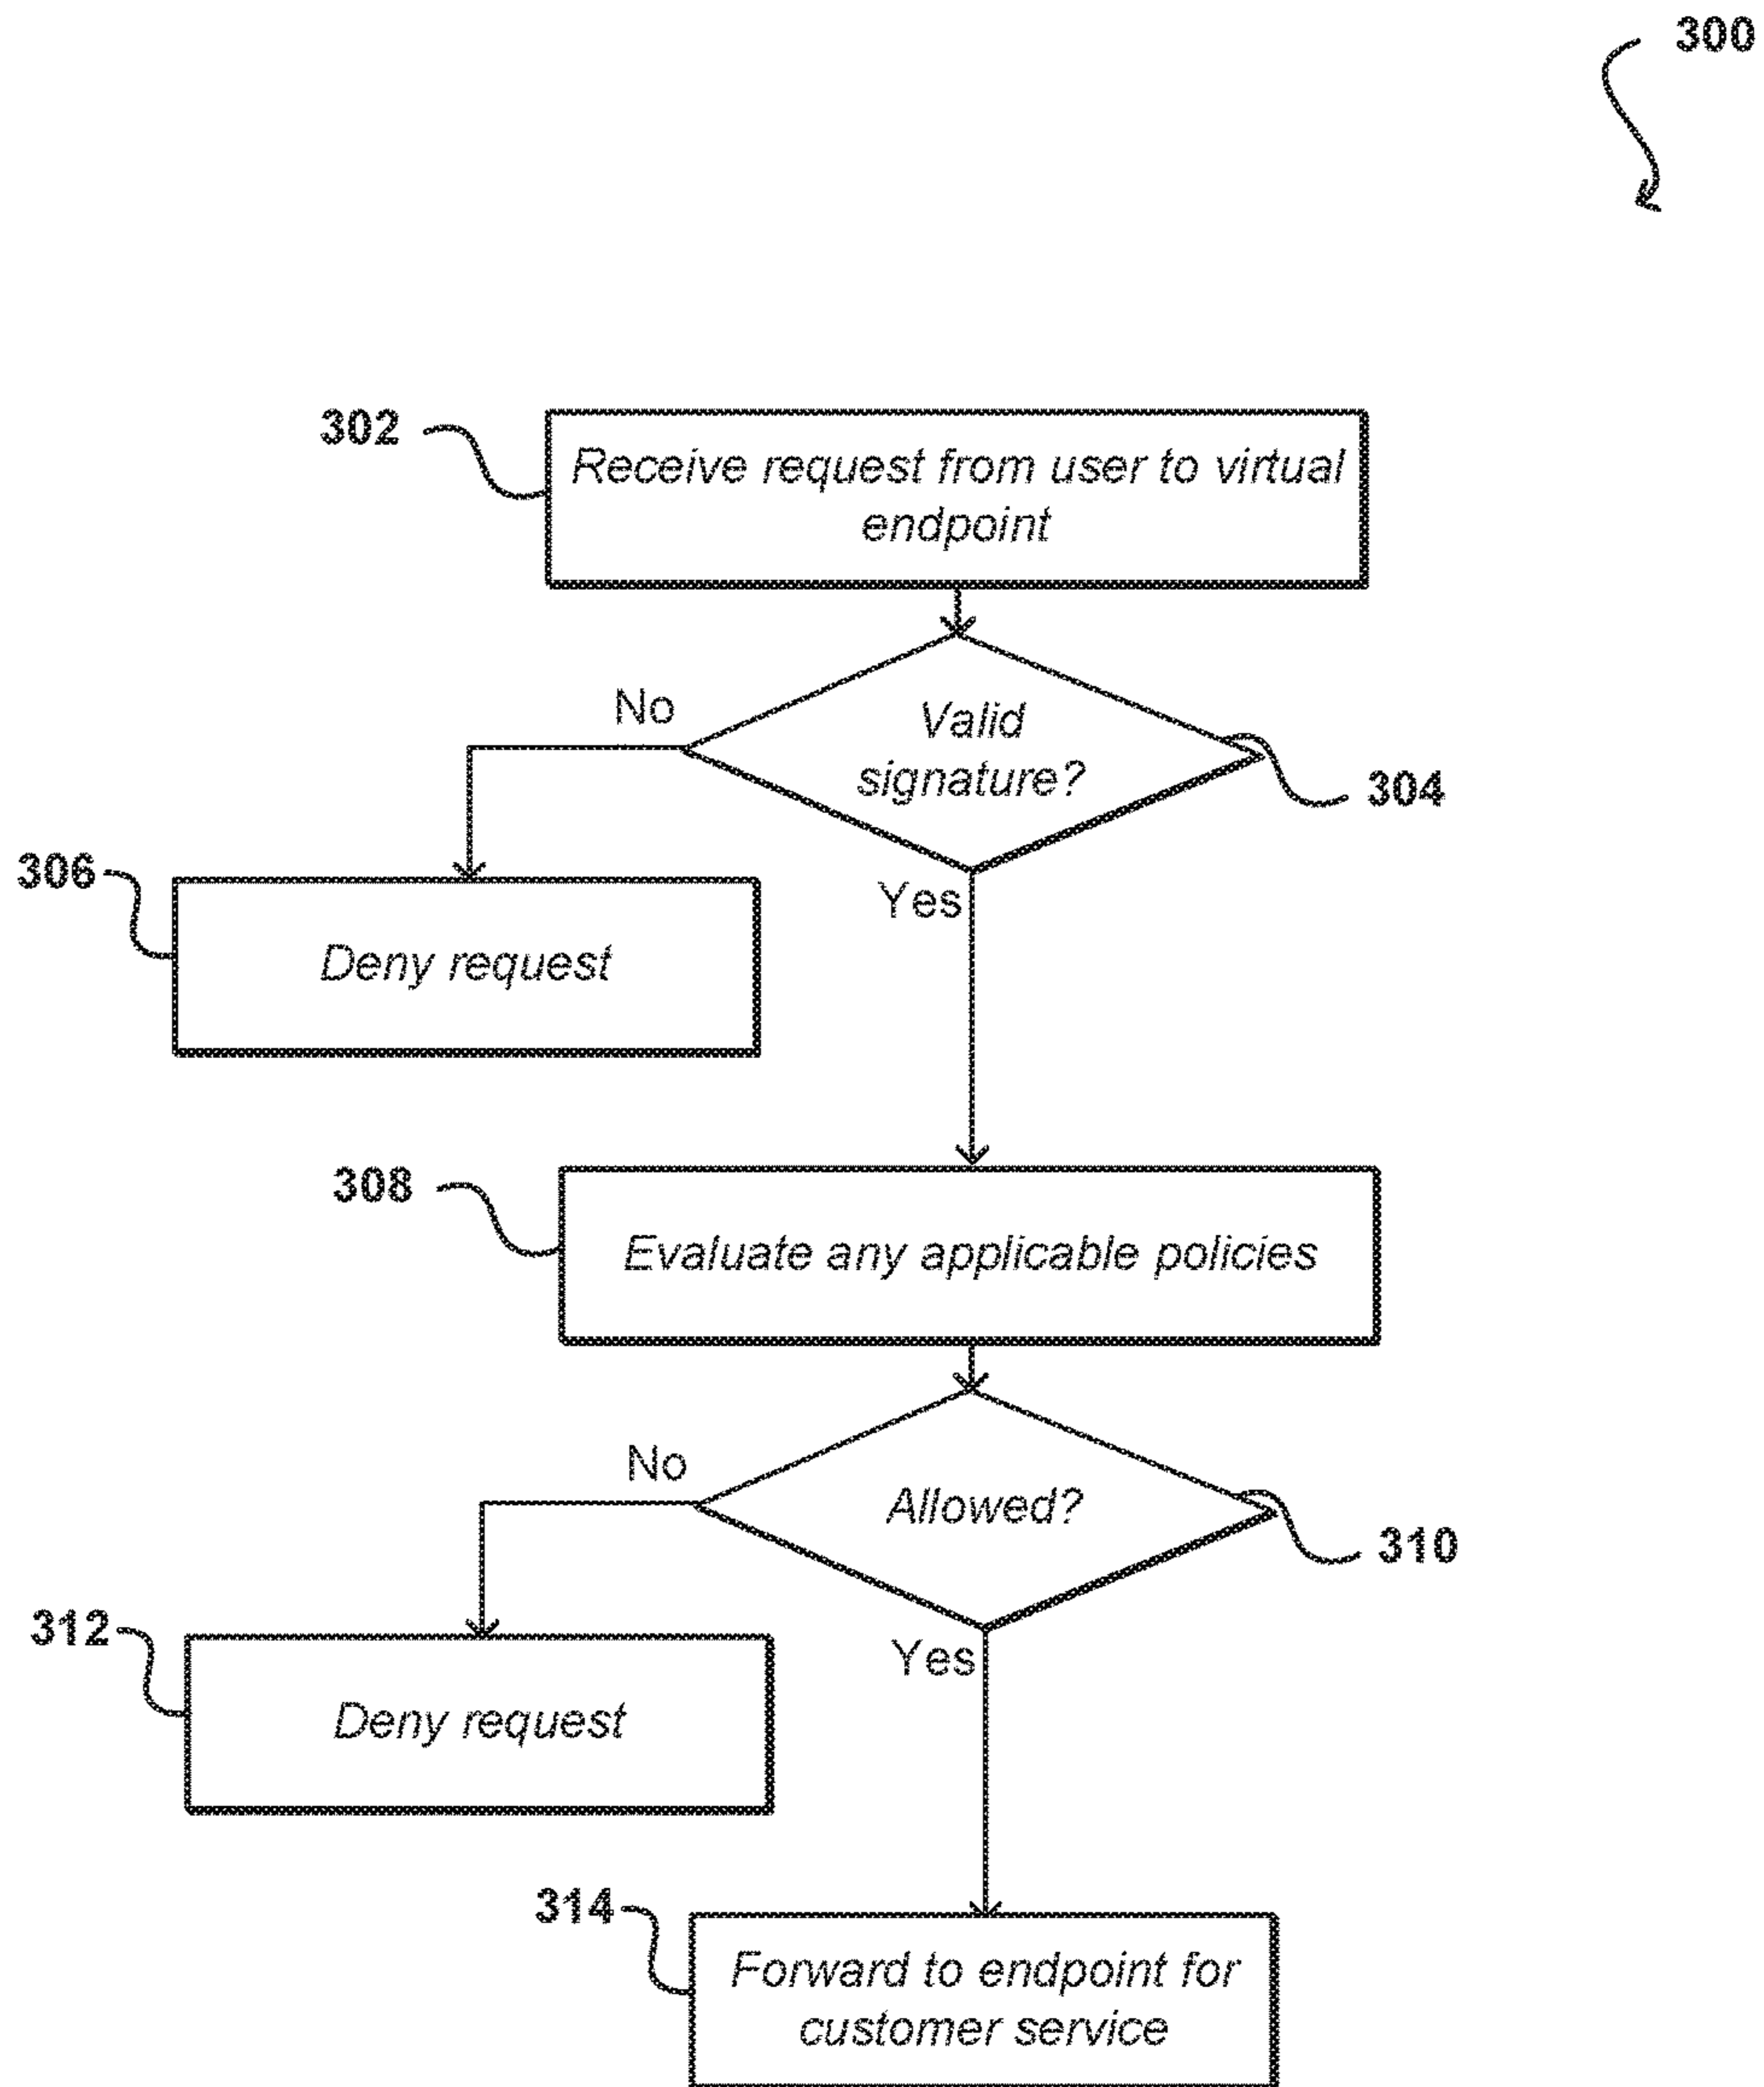 300
302
Receive request from user to virtual
endpoint
No
Valid
signature?
304
Yes
306
Deny request
308
Evaluate any applicable policies
No
Allowed?
310
Yes
312
Deny request
314
Forward to endpoint for
customer service